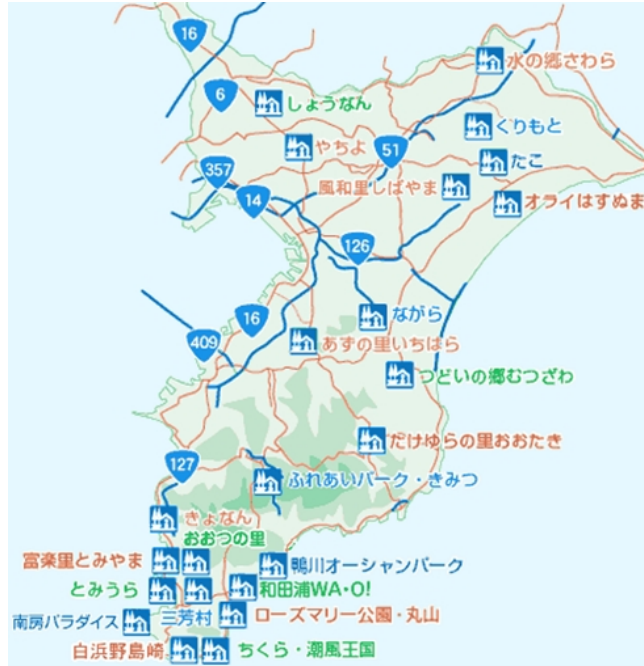 16
水の郷さわら
6
しょうなん
くりもと
やちよ
51
たこ
357
風和里しばやま
14
オライはすぬま
126
ながら
16
あずの里いちはら
409
つどいの郷むつざわ
たけゆらの里おおたき
127
ふれあいパーク・きみつ
きょなん
おおつの里
富楽里とみやま
鴨川オーシャンパーク
とみうら
和田浦WA・O!
三芳村
ローズマリー公園・丸山
南房パラダイス
白浜野島崎
ちくら・潮風王国